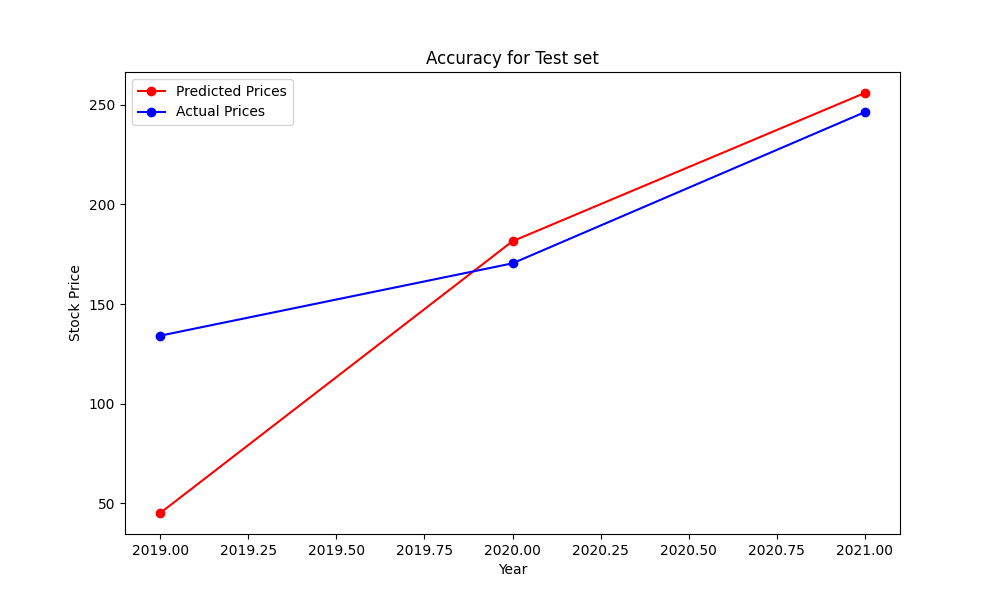 Accuracy for Test set
Predicted Prices
Actual Prices
250
200
150
100
50
Stock Price
2019.00 2019.25 2019.50 2019.75 2020.00 2020.25 2020.50 2020.75 2021.00
Year